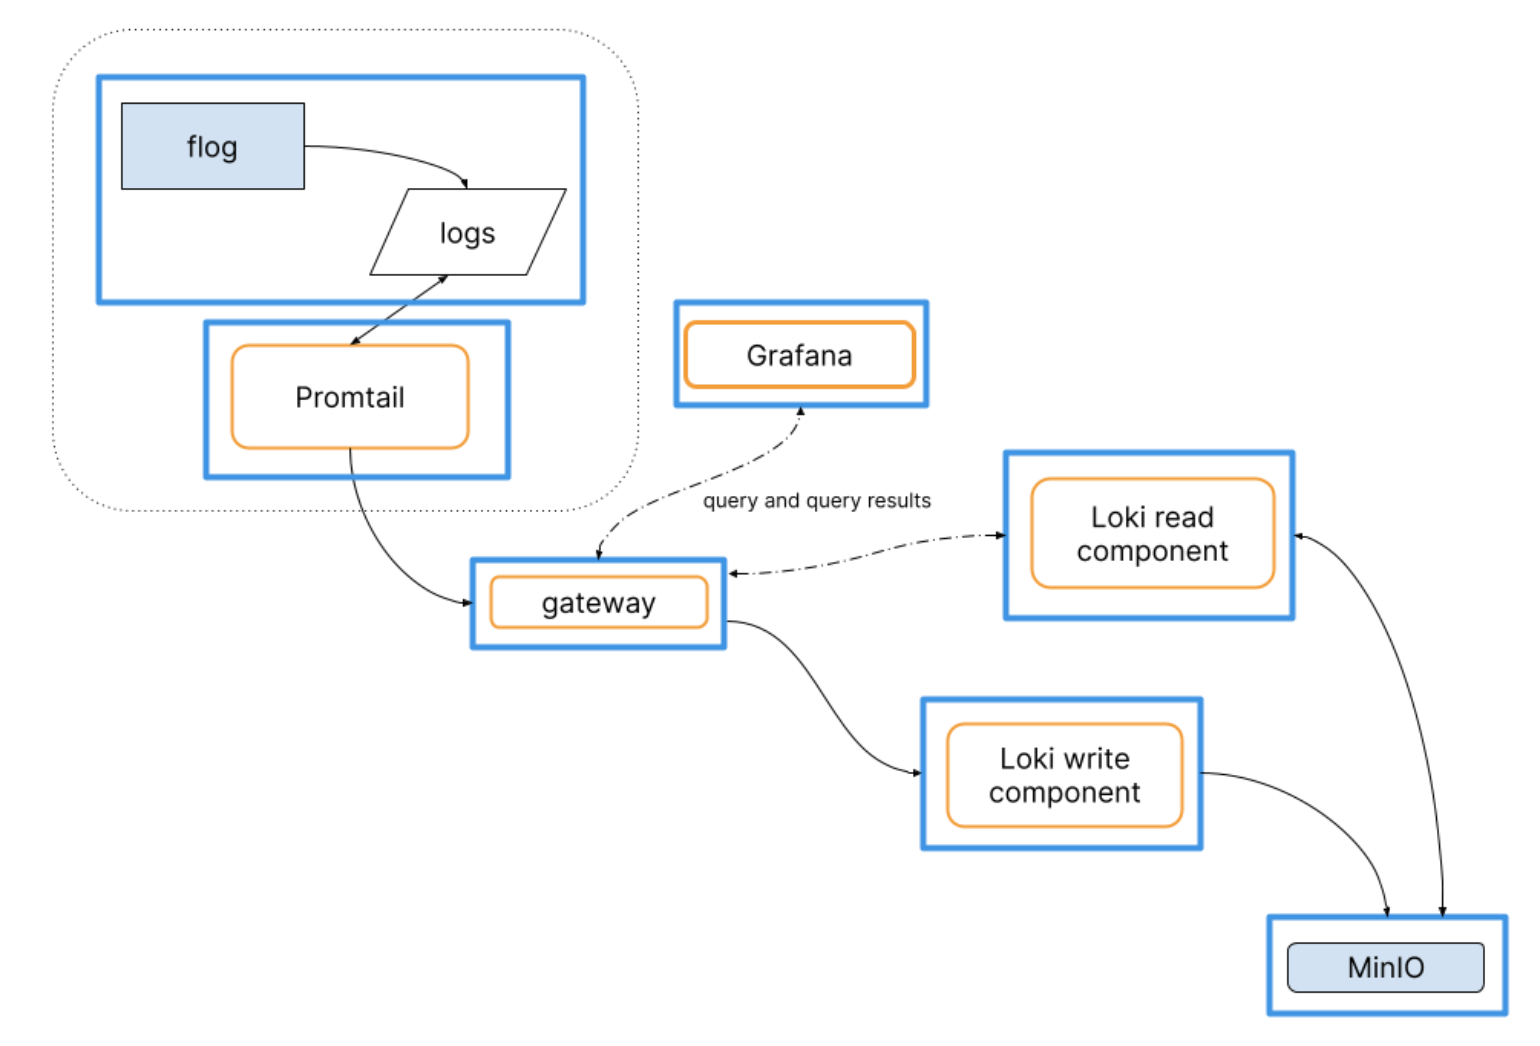 flog
logs
Promtail
Grafana
query and query results
Loki read
component
gateway
Loki write
component
MinIO